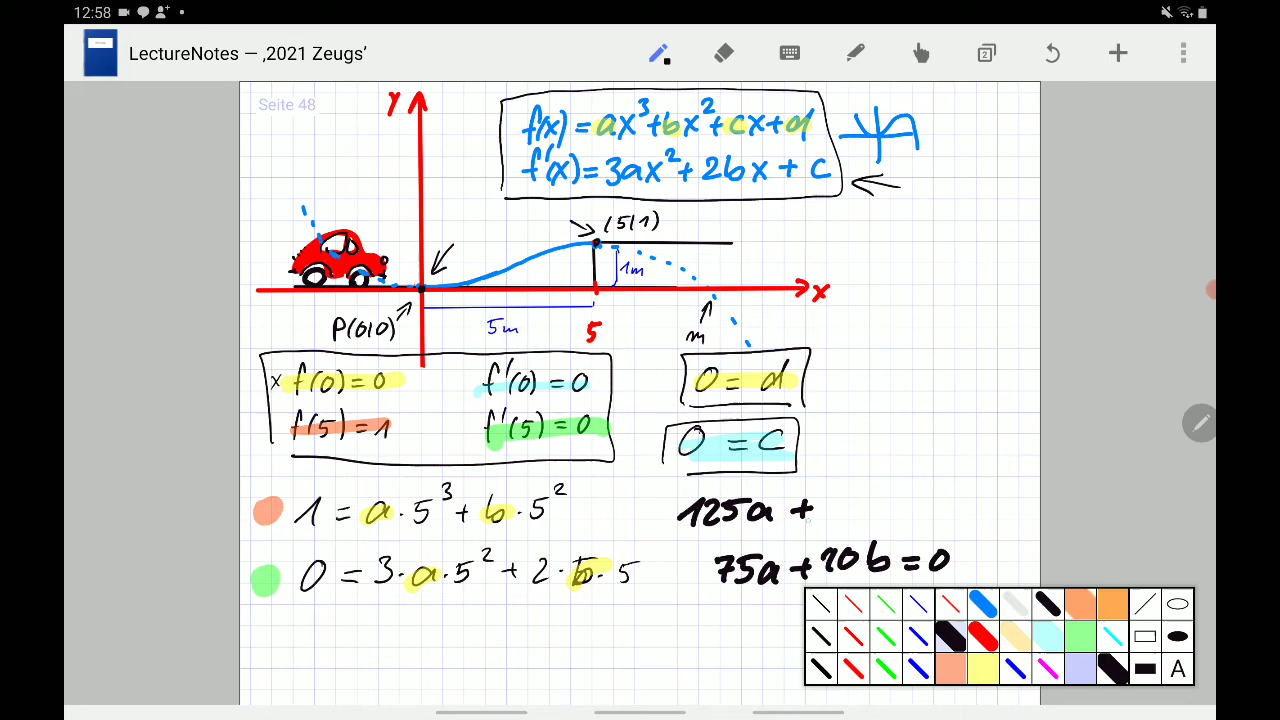 12:58
LectureNotes — ‚2021 Zeugs’
2
Seite 48
y
f(x) = ax³+bx²+cx+d
f'(x)=3ax²+2bx + c
(5|1)
1m
x
P(0|0)
5m
5
m
x f(0)=0 f'(0)=0
f(5)=1 f'(5)=0
0 = d
0 = c
1 = a·5³+b·5² 125a +
0 = 3·a·5²+2·b·5 75a+10b=0
A